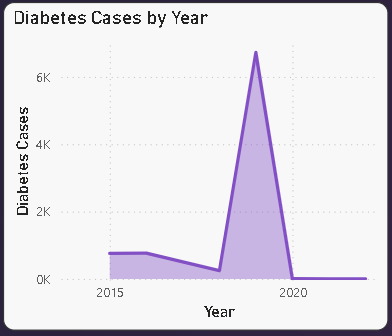 Diabetes Cases by Year
6K
4K
2K
0K
Diabetes Cases
2015
2020
Year